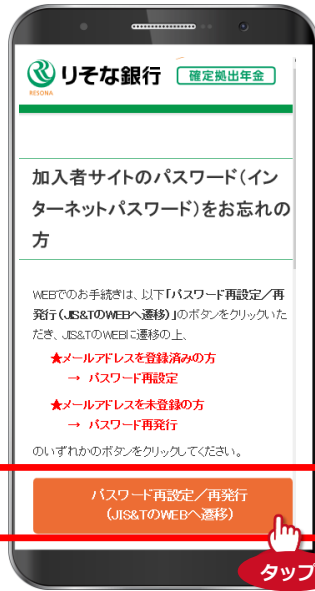 りそな銀行
RESONA
確定拠出年金
加入者サイトのパスワード(イン
ターネットパスワード)をお忘れの
方
WEBでのお手続きは、以下「パスワード再設定/再
発行(JIS&TのWEBへ遷移)」のボタンをクリックいた
だき、JIS&TのWEBに遷移の上、
★メールアドレスを登録済みの方
→ パスワード再設定
★メールアドレスを未登録の方
→ パスワード再発行
のいずれかのボタンをクリックしてください。
パスワード再設定/再発行
(JIS&TのWEBへ遷移)
タップ